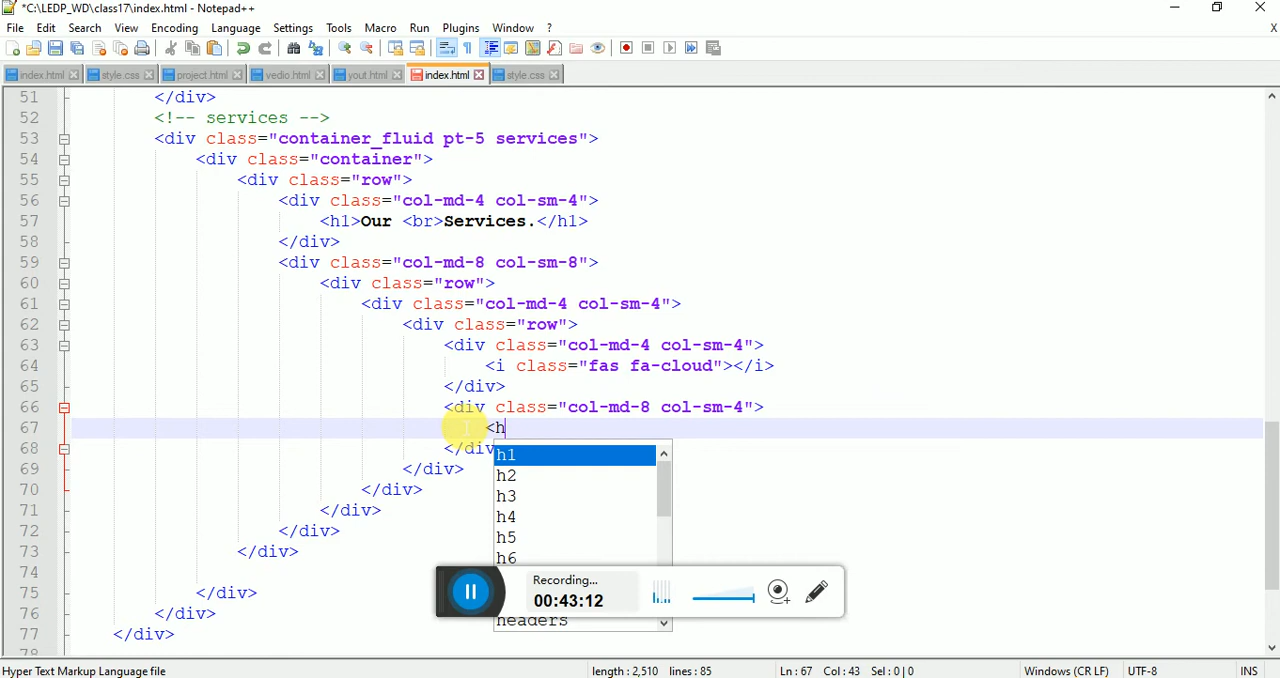 *C:\LEDP_WD\class17\index.html - Notepad++
File Edit Search View Encoding Language Settings Tools Macro Run Plugins Window ? X
index.html style.css project.html vedio.html yout.html index.html style.css
51 </div>
52 <!-- services -->
53 <div class="container_fluid pt-5 services">
54 <div class="container">
55 <div class="row">
56 <div class="col-md-4 col-sm-4">
57 <h1>Our <br>Services.</h1>
58 </div>
59 <div class="col-md-8 col-sm-8">
60 <div class="row">
61 <div class="col-md-4 col-sm-4">
62 <div class="row">
63 <div class="col-md-4 col-sm-4">
64 <i class="fas fa-cloud"></i>
65 </div>
66 <div class="col-md-8 col-sm-4">
67 <h
68 </div
h1
69 </div>
h2
70 </div>
h3
71 </div>
h4
72 </div>
h5
73 </div>
h6
74
75 </div>
76 </div>
77 </div>
78
Recording...
00:43:12
headers
Hyper Text Markup Language file length : 2,510 lines : 85 Ln : 67 Col : 43 Sel : 0 | 0 Windows (CR LF) UTF-8 INS